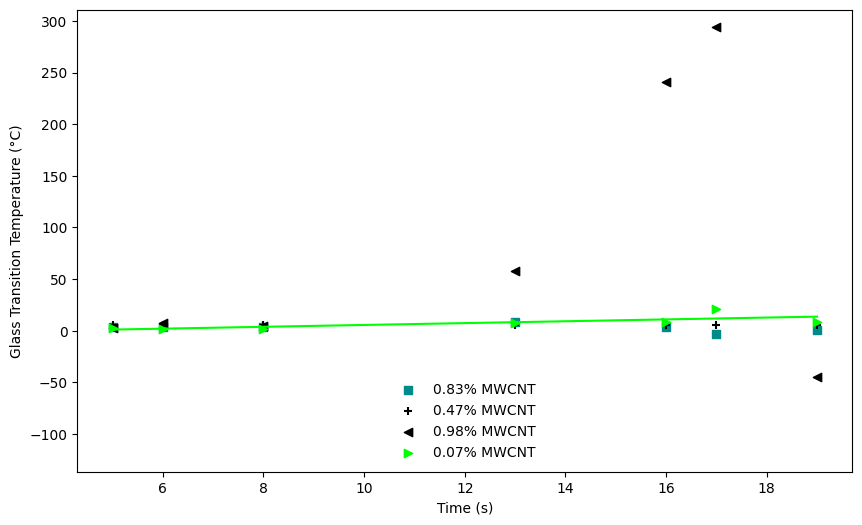 300
250
200
150
100
50
0
−50
−100
Glass Transition Temperature (°C)
0.83% MWCNT
0.47% MWCNT
0.98% MWCNT
0.07% MWCNT
6 8 10 12 14 16 18
Time (s)